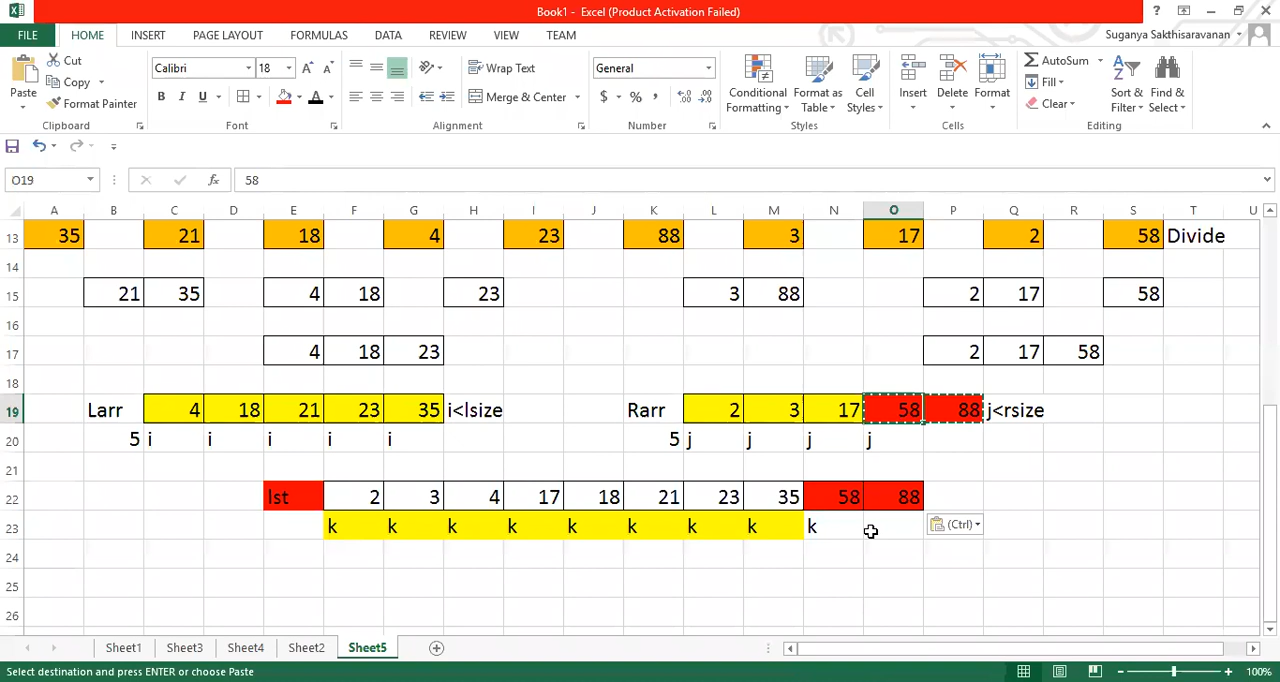 Book1 - Excel (Product Activation Failed)
FILE HOME INSERT PAGE LAYOUT FORMULAS DATA REVIEW VIEW TEAM Suganya Sakthisaravanan
Paste Cut Copy Format Painter
Calibri 18 A A B I U A
Wrap Text Merge & Center
General $ % ,
Conditional Formatting Format as Table Cell Styles
Insert Delete Format
AutoSum Fill Clear Sort & Filter Find & Select
Clipboard Font Alignment Number Styles Cells Editing
O19 fx 58
A B C D E F G H I J K L M N O P Q R S T U
13 35 21 18 4 23 88 3 17 2 58 Divide
14
15 21 35 4 18 23 3 88 2 17 58
16
17 4 18 23 2 17 58
18
19 Larr 4 18 21 23 35 i<lsize Rarr 2 3 17 58 88 j<rsize
20 5 i i i i i 5 j j j j
21
22 lst 2 3 4 17 18 21 23 35 58 88
23 k k k k k k k k k (Ctrl)
24
25
26
Sheet1 Sheet3 Sheet4 Sheet2 Sheet5
Select destination and press ENTER or choose Paste 100%